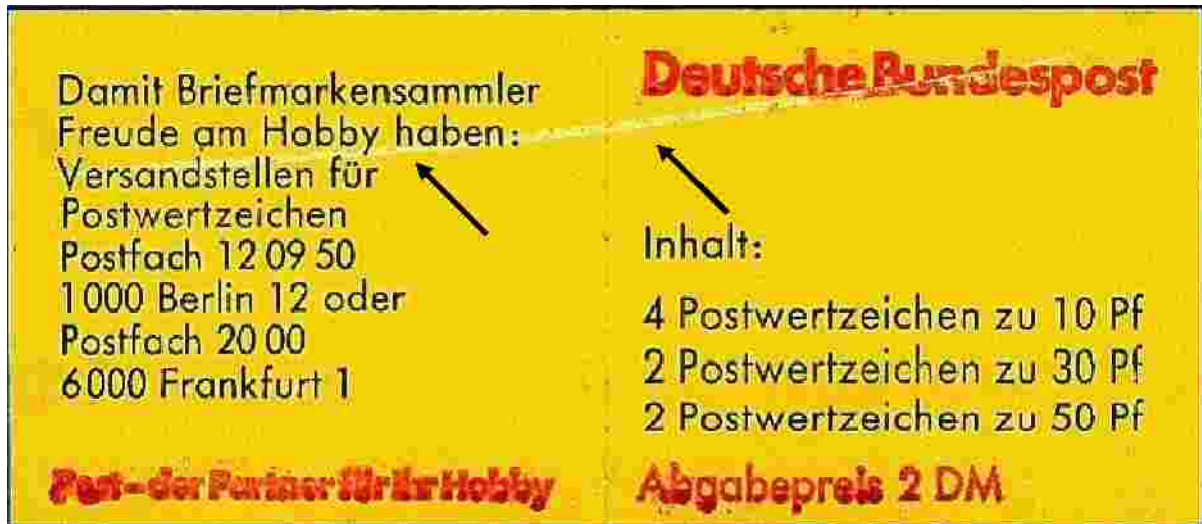 Damit Briefmarkensammler
Freude am Hobby haben:
Versandstellen für
Postwertzeichen
Postfach 12 09 50
1000 Berlin 12 oder
Postfach 20 00
6000 Frankfurt 1
Post – der Partner für Ihr Hobby
Deutsche Bundespost
Inhalt:
4 Postwertzeichen zu 10 Pf
2 Postwertzeichen zu 30 Pf
2 Postwertzeichen zu 50 Pf
Abgabepreis 2 DM